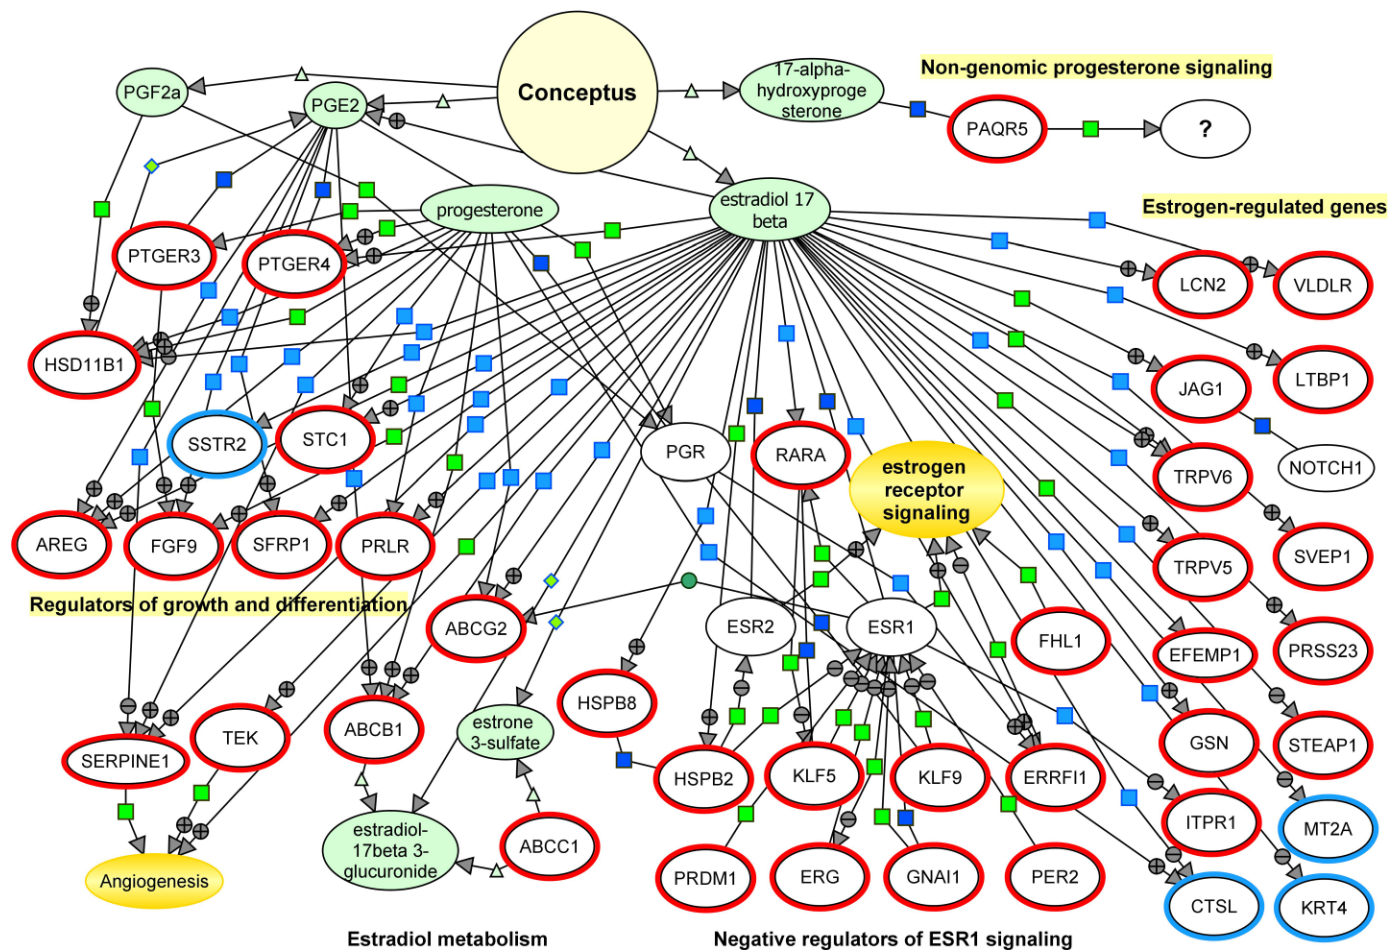 Conceptus
17-alpha-
hydroxyproge
sterone
Non-genomic progesterone signaling
PGF2a
PGE2
PAQR5
?
progesterone
estradiol 17
beta
Estrogen-regulated genes
PTGER3
PTGER4
LCN2
VLDLR
HSD11B1
JAG1
LTBP1
SSTR2
STC1
PGR
RARA
estrogen
receptor
signaling
TRPV6
NOTCH1
AREG
FGF9
SFRP1
PRLR
TRPV5
SVEP1
Regulators of growth and differentiation
ABCG2
ESR2
ESR1
FHL1
EFEMP1
PRSS23
HSPB8
SERPINE1
TEK
ABCB1
estrone
3-sulfate
GSN
STEAP1
HSPB2
KLF5
KLF9
ERRFI1
ITPR1
MT2A
estradiol-
17beta 3-
glucuronide
ABCC1
Angiogenesis
PRDM1
ERG
GNAI1
PER2
CTSL
KRT4
Estradiol metabolism
Negative regulators of ESR1 signaling